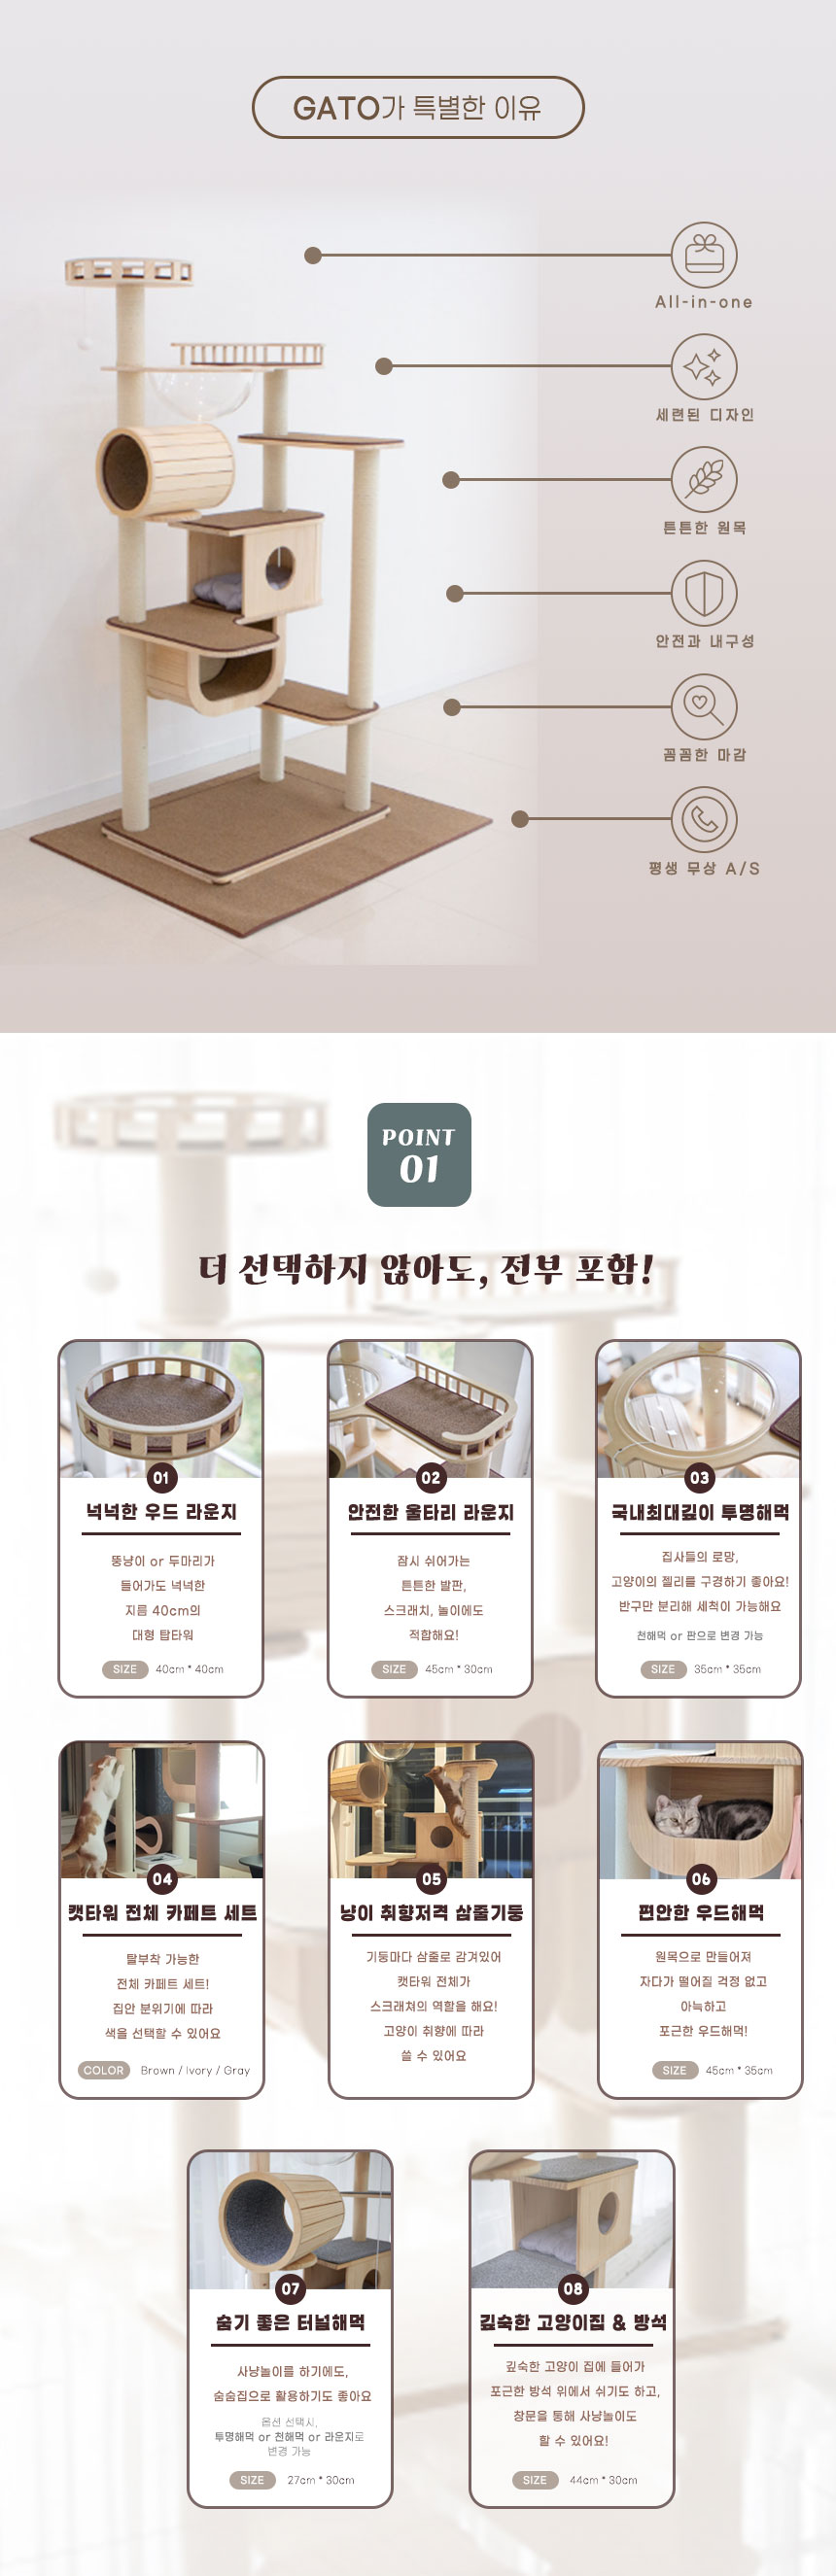 GATO가 특별한 이유
All-in-one
세련된 디자인
튼튼한 원목
안전과 내구성
꼼꼼한 마감
평생 무상 A/S
POINT
01
더 선택하지 않아도, 전부 포함!
01
넉넉한 우드 라운지
뚱냥이 or 두마리가
들어가도 넉넉한
지름 40cm의
대형 탑타워
SIZE 40cm * 40cm
02
안전한 울타리 라운지
잠시 쉬어가는
튼튼한 발판,
스크래치, 놀이에도
적합해요!
SIZE 45cm * 30cm
03
국내최대깊이 투명해먹
집사들의 로망,
고양이의 젤리를 구경하기 좋아요!
반구만 분리해 세척이 가능해요
천해먹 or 판으로 변경 가능
SIZE 35cm * 35cm
04
캣타워 전체 카페트 세트
탈부착 가능한
전체 카페트 세트!
집안 분위기에 따라
색을 선택할 수 있어요
COLOR Brown / Ivory / Gray
05
냥이 취향저격 삼줄기둥
기둥마다 삼줄로 감겨있어
캣타워 전체가
스크래쳐의 역할을 해요!
고양이 취향에 따라
쓸 수 있어요
06
편안한 우드해먹
원목으로 만들어져
자다가 떨어질 걱정 없고
아늑하고
포근한 우드해먹!
SIZE 45cm * 35cm
07
숨기 좋은 터널해먹
사냥놀이를 하기에도,
숨숨집으로 활용하기도 좋아요
옵션 선택시,
투명해먹 or 천해먹 or 라운지로
변경 가능
SIZE 27cm * 30cm
08
깊숙한 고양이집 & 방석
깊숙한 고양이 집에 들어가
포근한 방석 위에서 쉬기도 하고,
창문을 통해 사냥놀이도
할 수 있어요!
SIZE 44cm * 30cm